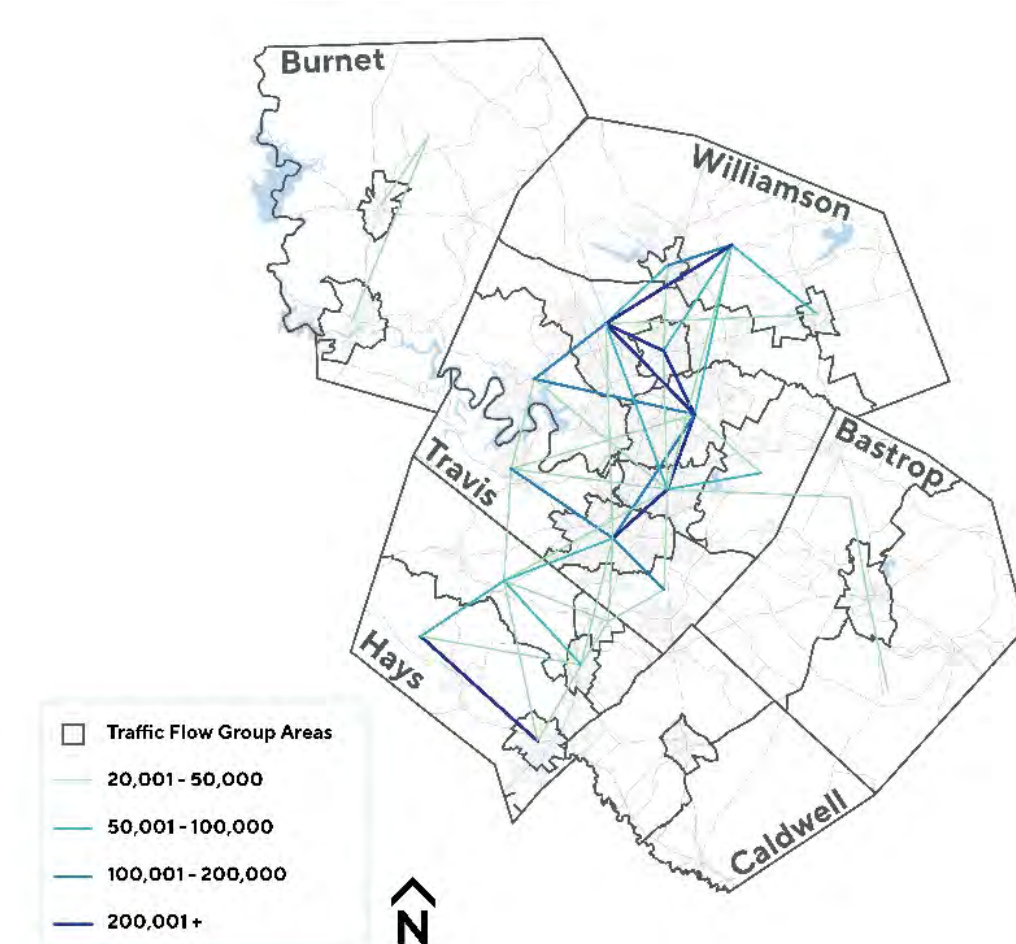 Burnet
Williamson
Travis
Bastrop
Hays
Caldwell
Traffic Flow Group Areas
20,001 - 50,000
50,001 - 100,000
100,001 - 200,000
200,001 +
N